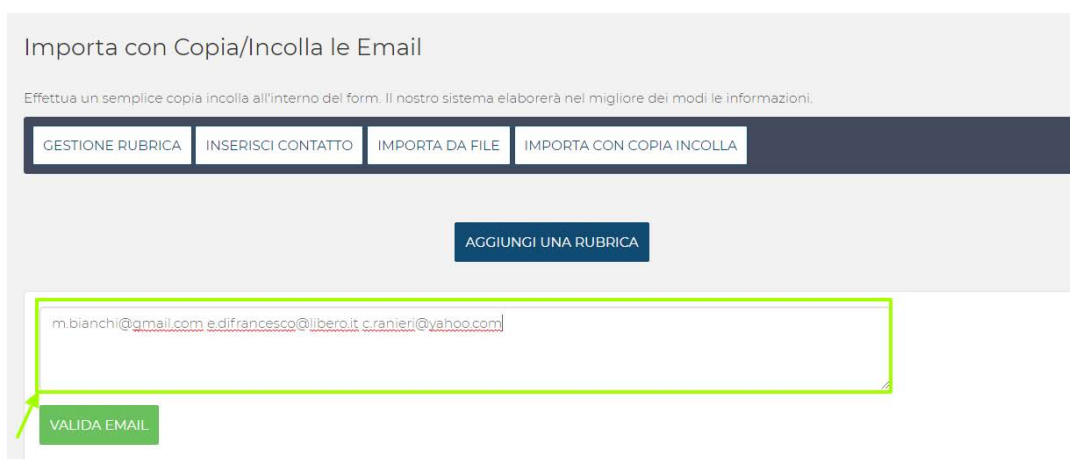 Importa con Copia/Incolla le Email
Effettua un semplice copia incolla all'interno del form. Il nostro sistema elaborerà nel migliore dei modi le informazioni.
GESTIONE RUBRICA INSERISCI CONTATTO IMPORTA DA FILE IMPORTA CON COPIA INCOLLA
AGGIUNGI UNA RUBRICA
m.bianchi@gmail.com e.difrancesco@libero.it c.ranieri@yahoo.com
VALIDA EMAIL